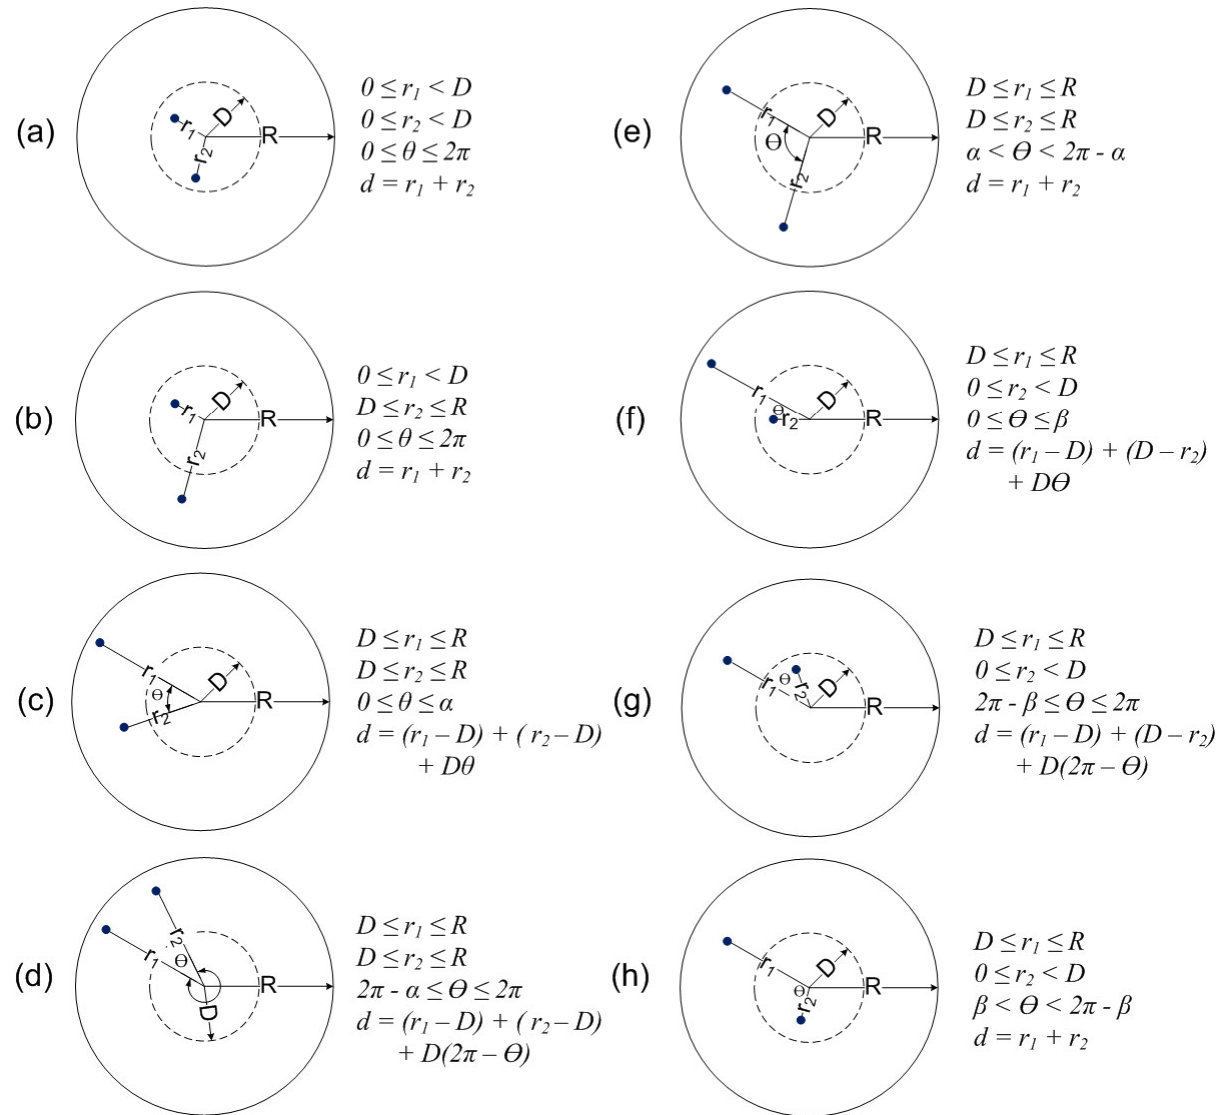 (a)
r₁
r₂
D
R
0 ≤ r₁ < D
0 ≤ r₂ < D
0 ≤ θ ≤ 2π
d = r₁ + r₂
(b)
r₁
r₂
D
R
0 ≤ r₁ < D
D ≤ r₂ ≤ R
0 ≤ θ ≤ 2π
d = r₁ + r₂
(c)
r₁
Θ
r₂
D
R
D ≤ r₁ ≤ R
D ≤ r₂ ≤ R
0 ≤ θ ≤ α
d = (r₁ – D) + ( r₂ – D)
+ Dθ
(d)
r₂
r₁
Θ
D
R
D ≤ r₁ ≤ R
D ≤ r₂ ≤ R
2π - α ≤ Θ ≤ 2π
d = (r₁ – D) + ( r₂ – D)
+ D(2π – Θ)
(e)
r₁
Θ
r₂
D
R
D ≤ r₁ ≤ R
D ≤ r₂ ≤ R
α < Θ < 2π - α
d = r₁ + r₂
(f)
r₁
Θ
r₂
D
R
D ≤ r₁ ≤ R
0 ≤ r₂ < D
0 ≤ Θ ≤ β
d = (r₁ – D) + (D – r₂)
+ DΘ
(g)
r₁
Θ
r₂
D
R
D ≤ r₁ ≤ R
0 ≤ r₂ < D
2π - β ≤ Θ ≤ 2π
d = (r₁ – D) + (D – r₂)
+ D(2π – Θ)
(h)
r₁
Θ
r₂
D
R
D ≤ r₁ ≤ R
0 ≤ r₂ < D
β < Θ < 2π - β
d = r₁ + r₂